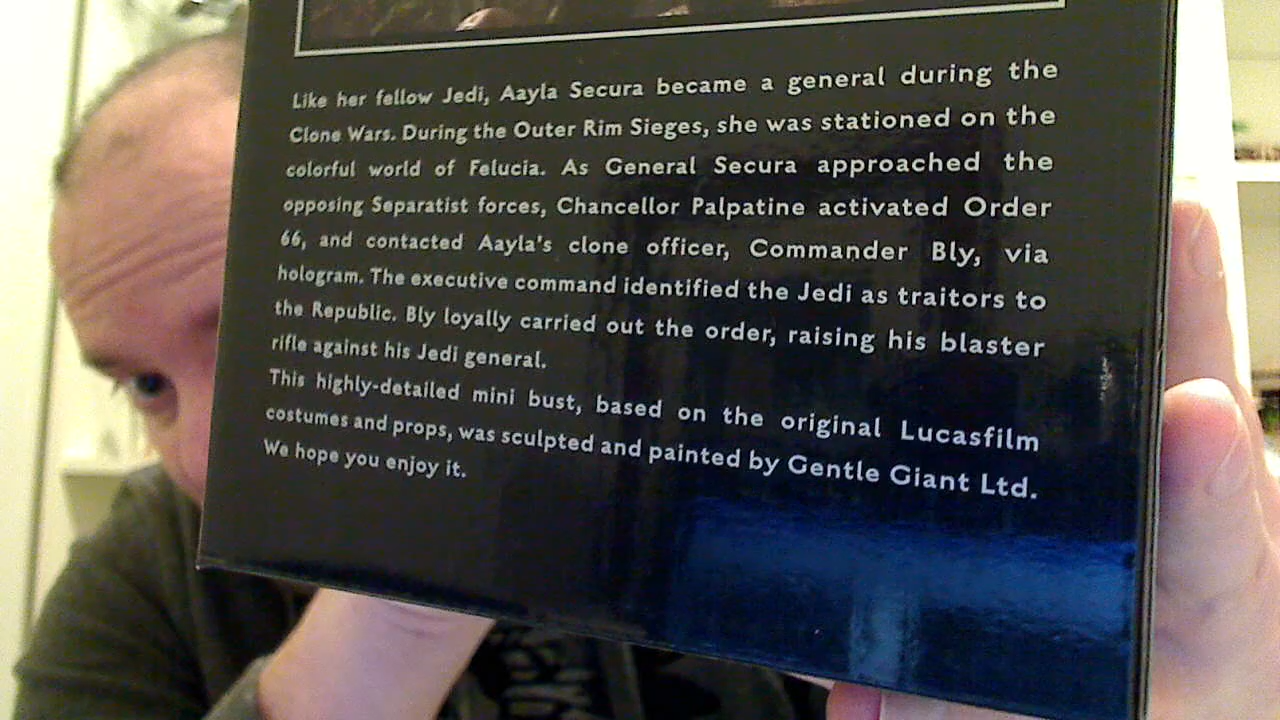 Like her fellow Jedi, Aayla Secura became a general during the
Clone Wars. During the Outer Rim Sieges, she was stationed on the
colorful world of Felucia. As General Secura approached the
opposing Separatist forces, Chancellor Palpatine activated Order
66, and contacted Aayla's clone officer, Commander Bly, via
hologram. The executive command identified the Jedi as traitors to
the Republic. Bly loyally carried out the order, raising his blaster
rifle against his Jedi general.
This highly-detailed mini bust, based on the original Lucasfilm
costumes and props, was sculpted and painted by Gentle Giant Ltd.
We hope you enjoy it.